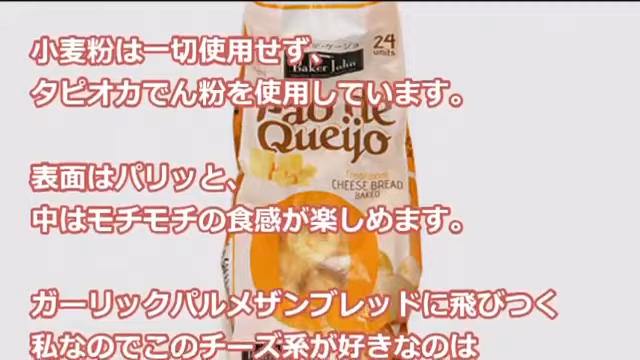 小麦粉は一切使用せず、
タピオカでん粉を使用しています。
表面はパリッと、
中はモチモチの食感が楽しめます。
ガーリックパルメザンブレッドに飛びつく
私なのでこのチーズ系が好きなのは
24
units
Baker John
Pão de
Queijo
Traditional
CHEESE BREAD
BAKED